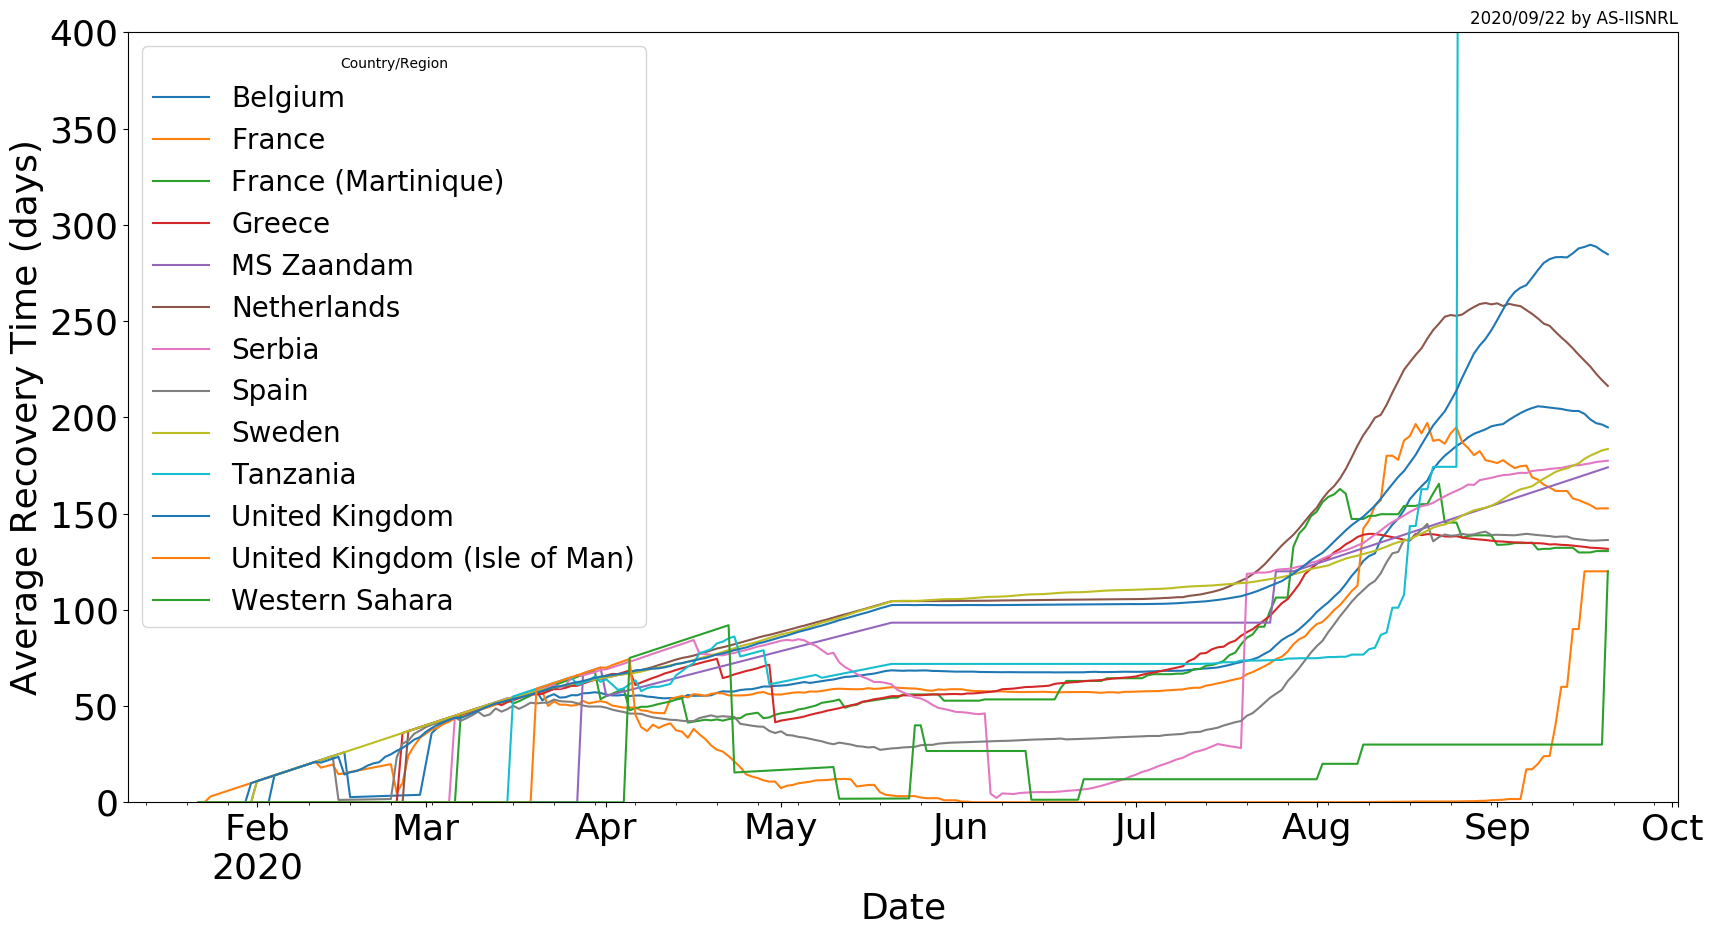 2020/09/22 by AS-IISNRL
400
350
300
250
200
150
100
50
0
Average Recovery Time (days)
Country/Region
Belgium
France
France (Martinique)
Greece
MS Zaandam
Netherlands
Serbia
Spain
Sweden
Tanzania
United Kingdom
United Kingdom (Isle of Man)
Western Sahara
Feb Mar Apr May Jun Jul Aug Sep Oct
2020
Date